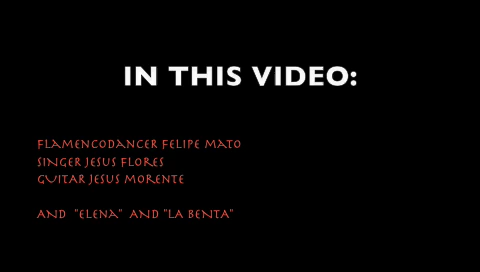 IN THIS VIDEO:
FLAMENCODANCER FELIPE MATO
SINGER JESUS FLORES
GUITAR JESUS MORENTE
AND "ELENA" AND "LA BENTA"